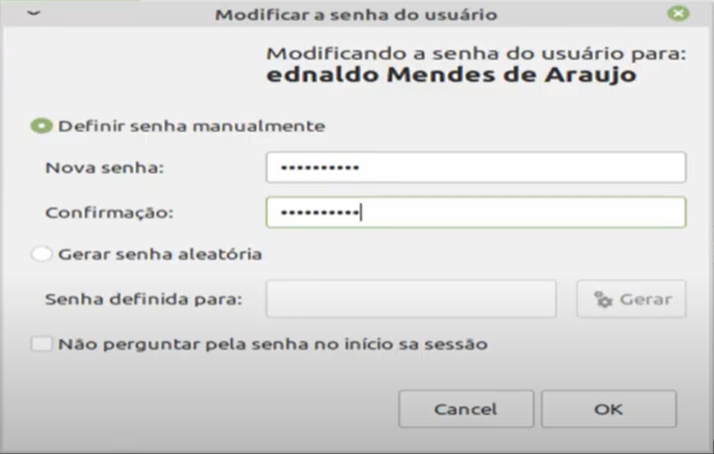 Modificar a senha do usuário
Modificando a senha do usuário para:
ednaldo Mendes de Araujo
Definir senha manualmente
Nova senha: ••••••••••
Confirmação: ••••••••••
Gerar senha aleatória
Senha definida para: Gerar
Não perguntar pela senha no início sa sessão
Cancel OK